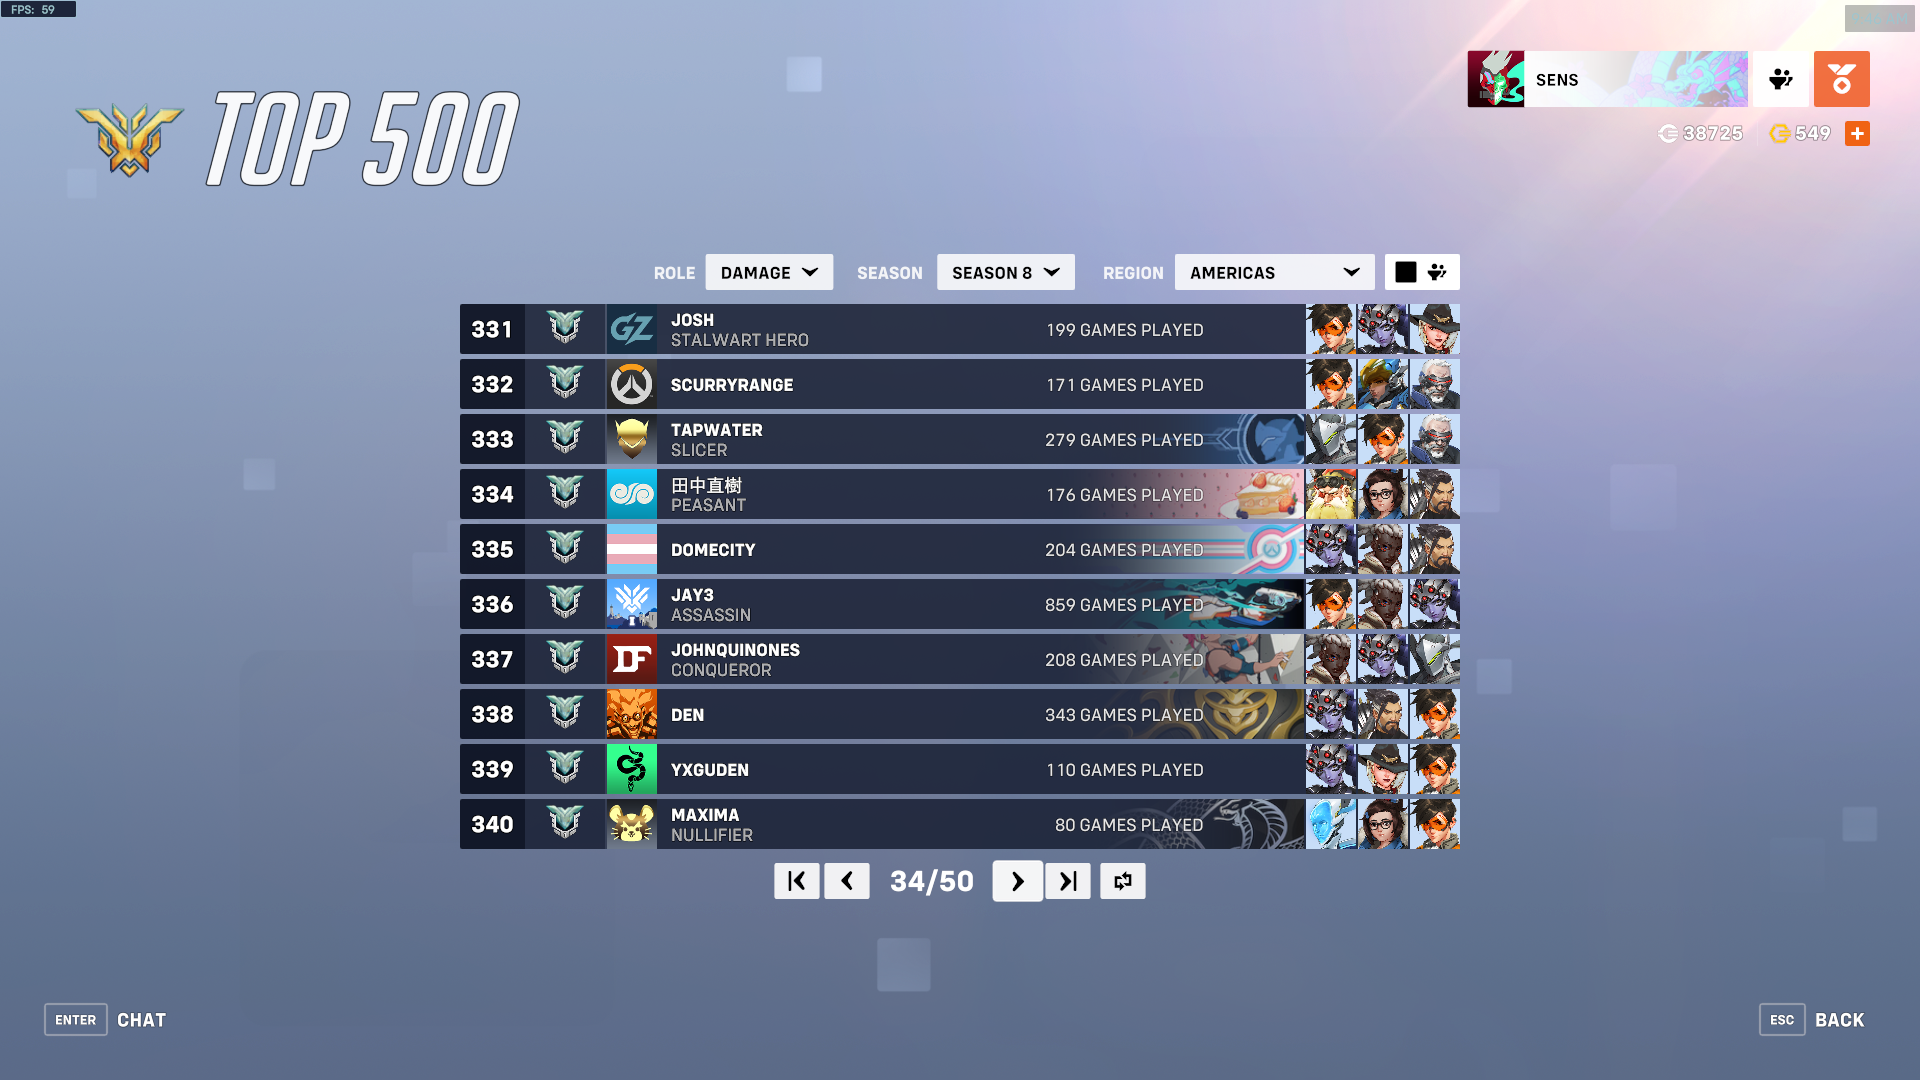 FPS: 59
TOP 500
SENS
38725
549
ROLE DAMAGE SEASON SEASON 8 REGION AMERICAS
331 GZ JOSH 199 GAMES PLAYED
STALWART HERO
332 SCURRYRANGE 171 GAMES PLAYED
333 TAPWATER 279 GAMES PLAYED
SLICER
334 田中直樹 176 GAMES PLAYED
PEASANT
335 DOMECITY 204 GAMES PLAYED
336 JAY3 859 GAMES PLAYED
ASSASSIN
337 DF JOHNQUINONES 208 GAMES PLAYED
CONQUEROR
338 DEN 343 GAMES PLAYED
339 YXGUDEN 110 GAMES PLAYED
340 MAXIMA 80 GAMES PLAYED
NULLIFIER
34/50
ENTER CHAT
ESC BACK